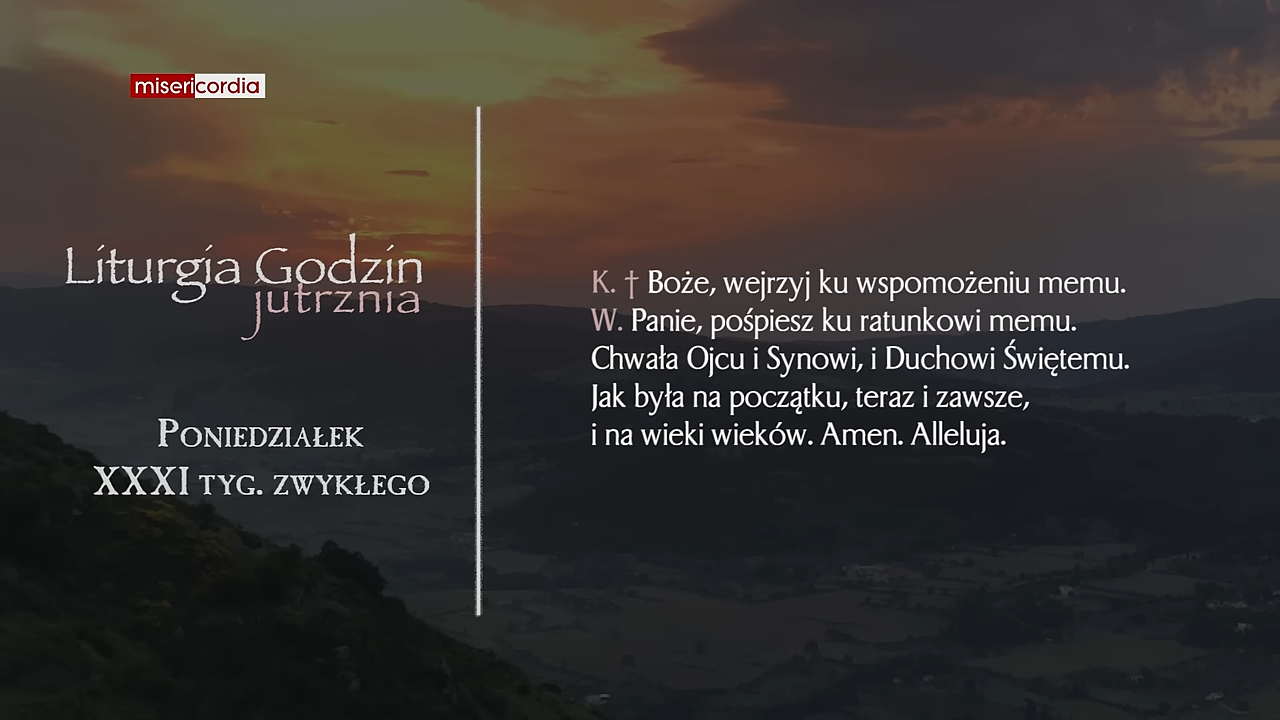 misericordia
Liturgia Godzin
jutrznia
Poniedziałek
XXXI tyg. zwykłego
K. † Boże, wejrzyj ku wspomożeniu memu.
W. Panie, pośpiesz ku ratunkowi memu.
Chwała Ojcu i Synowi, i Duchowi Świętemu.
Jak była na początku, teraz i zawsze,
i na wieki wieków. Amen. Alleluja.